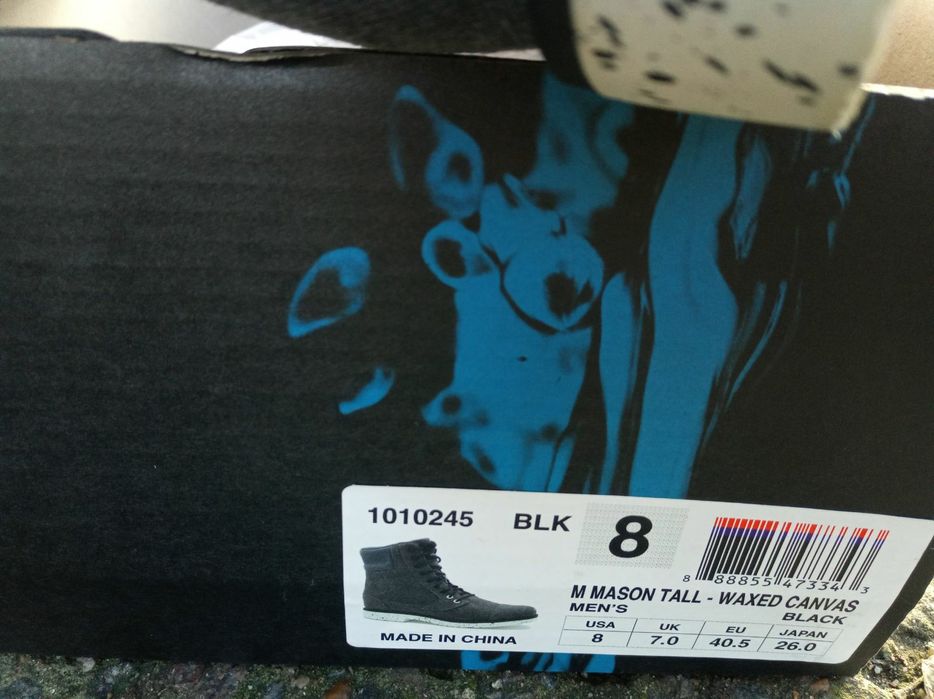 1010245 BLK 8
8 88855 47334 3
M MASON TALL - WAXED CANVAS
MEN'S BLACK
USA UK EU JAPAN
8 7.0 40.5 26.0
MADE IN CHINA